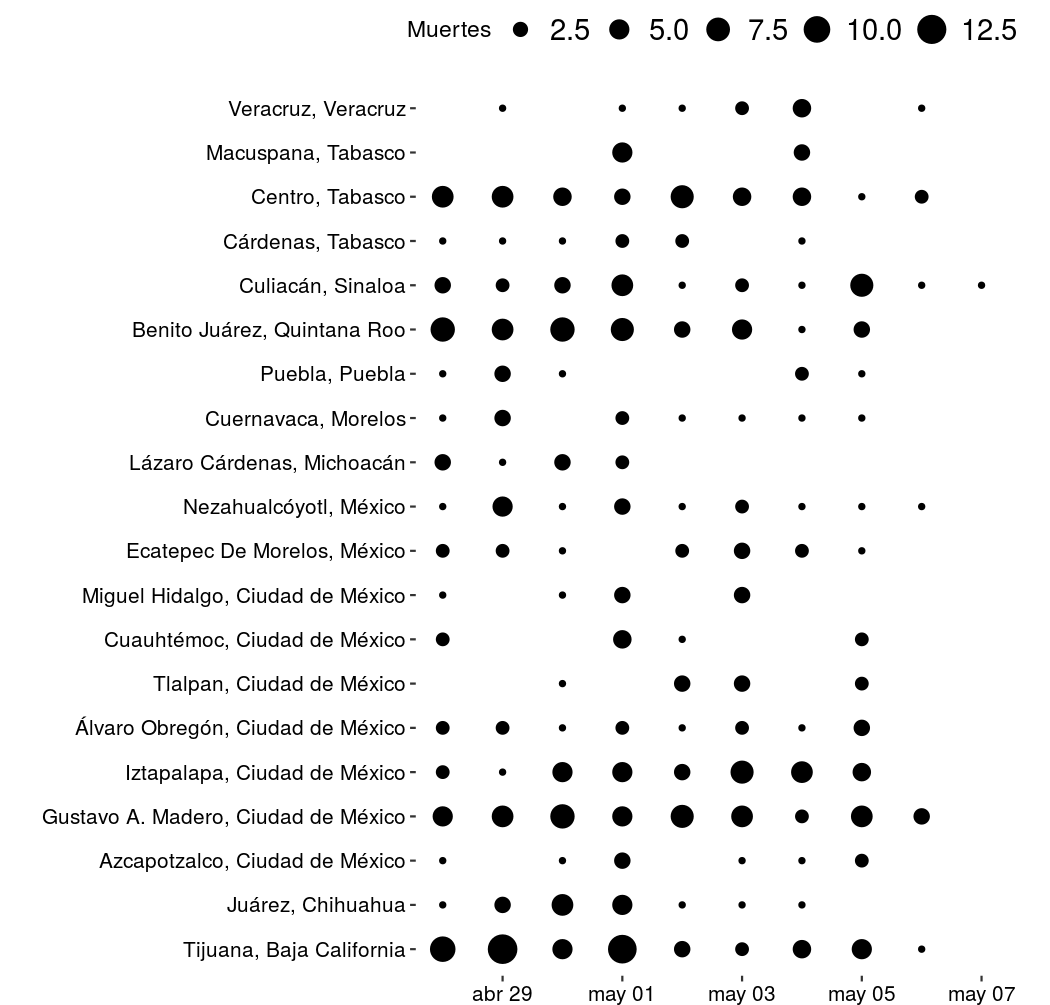 Muertes 2.5 5.0 7.5 10.0 12.5
Veracruz, Veracruz
Macuspana, Tabasco
Centro, Tabasco
Cárdenas, Tabasco
Culiacán, Sinaloa
Benito Juárez, Quintana Roo
Puebla, Puebla
Cuernavaca, Morelos
Lázaro Cárdenas, Michoacán
Nezahualcóyotl, México
Ecatepec De Morelos, México
Miguel Hidalgo, Ciudad de México
Cuauhtémoc, Ciudad de México
Tlalpan, Ciudad de México
Álvaro Obregón, Ciudad de México
Iztapalapa, Ciudad de México
Gustavo A. Madero, Ciudad de México
Azcapotzalco, Ciudad de México
Juárez, Chihuahua
Tijuana, Baja California
abr 29 may 01 may 03 may 05 may 07